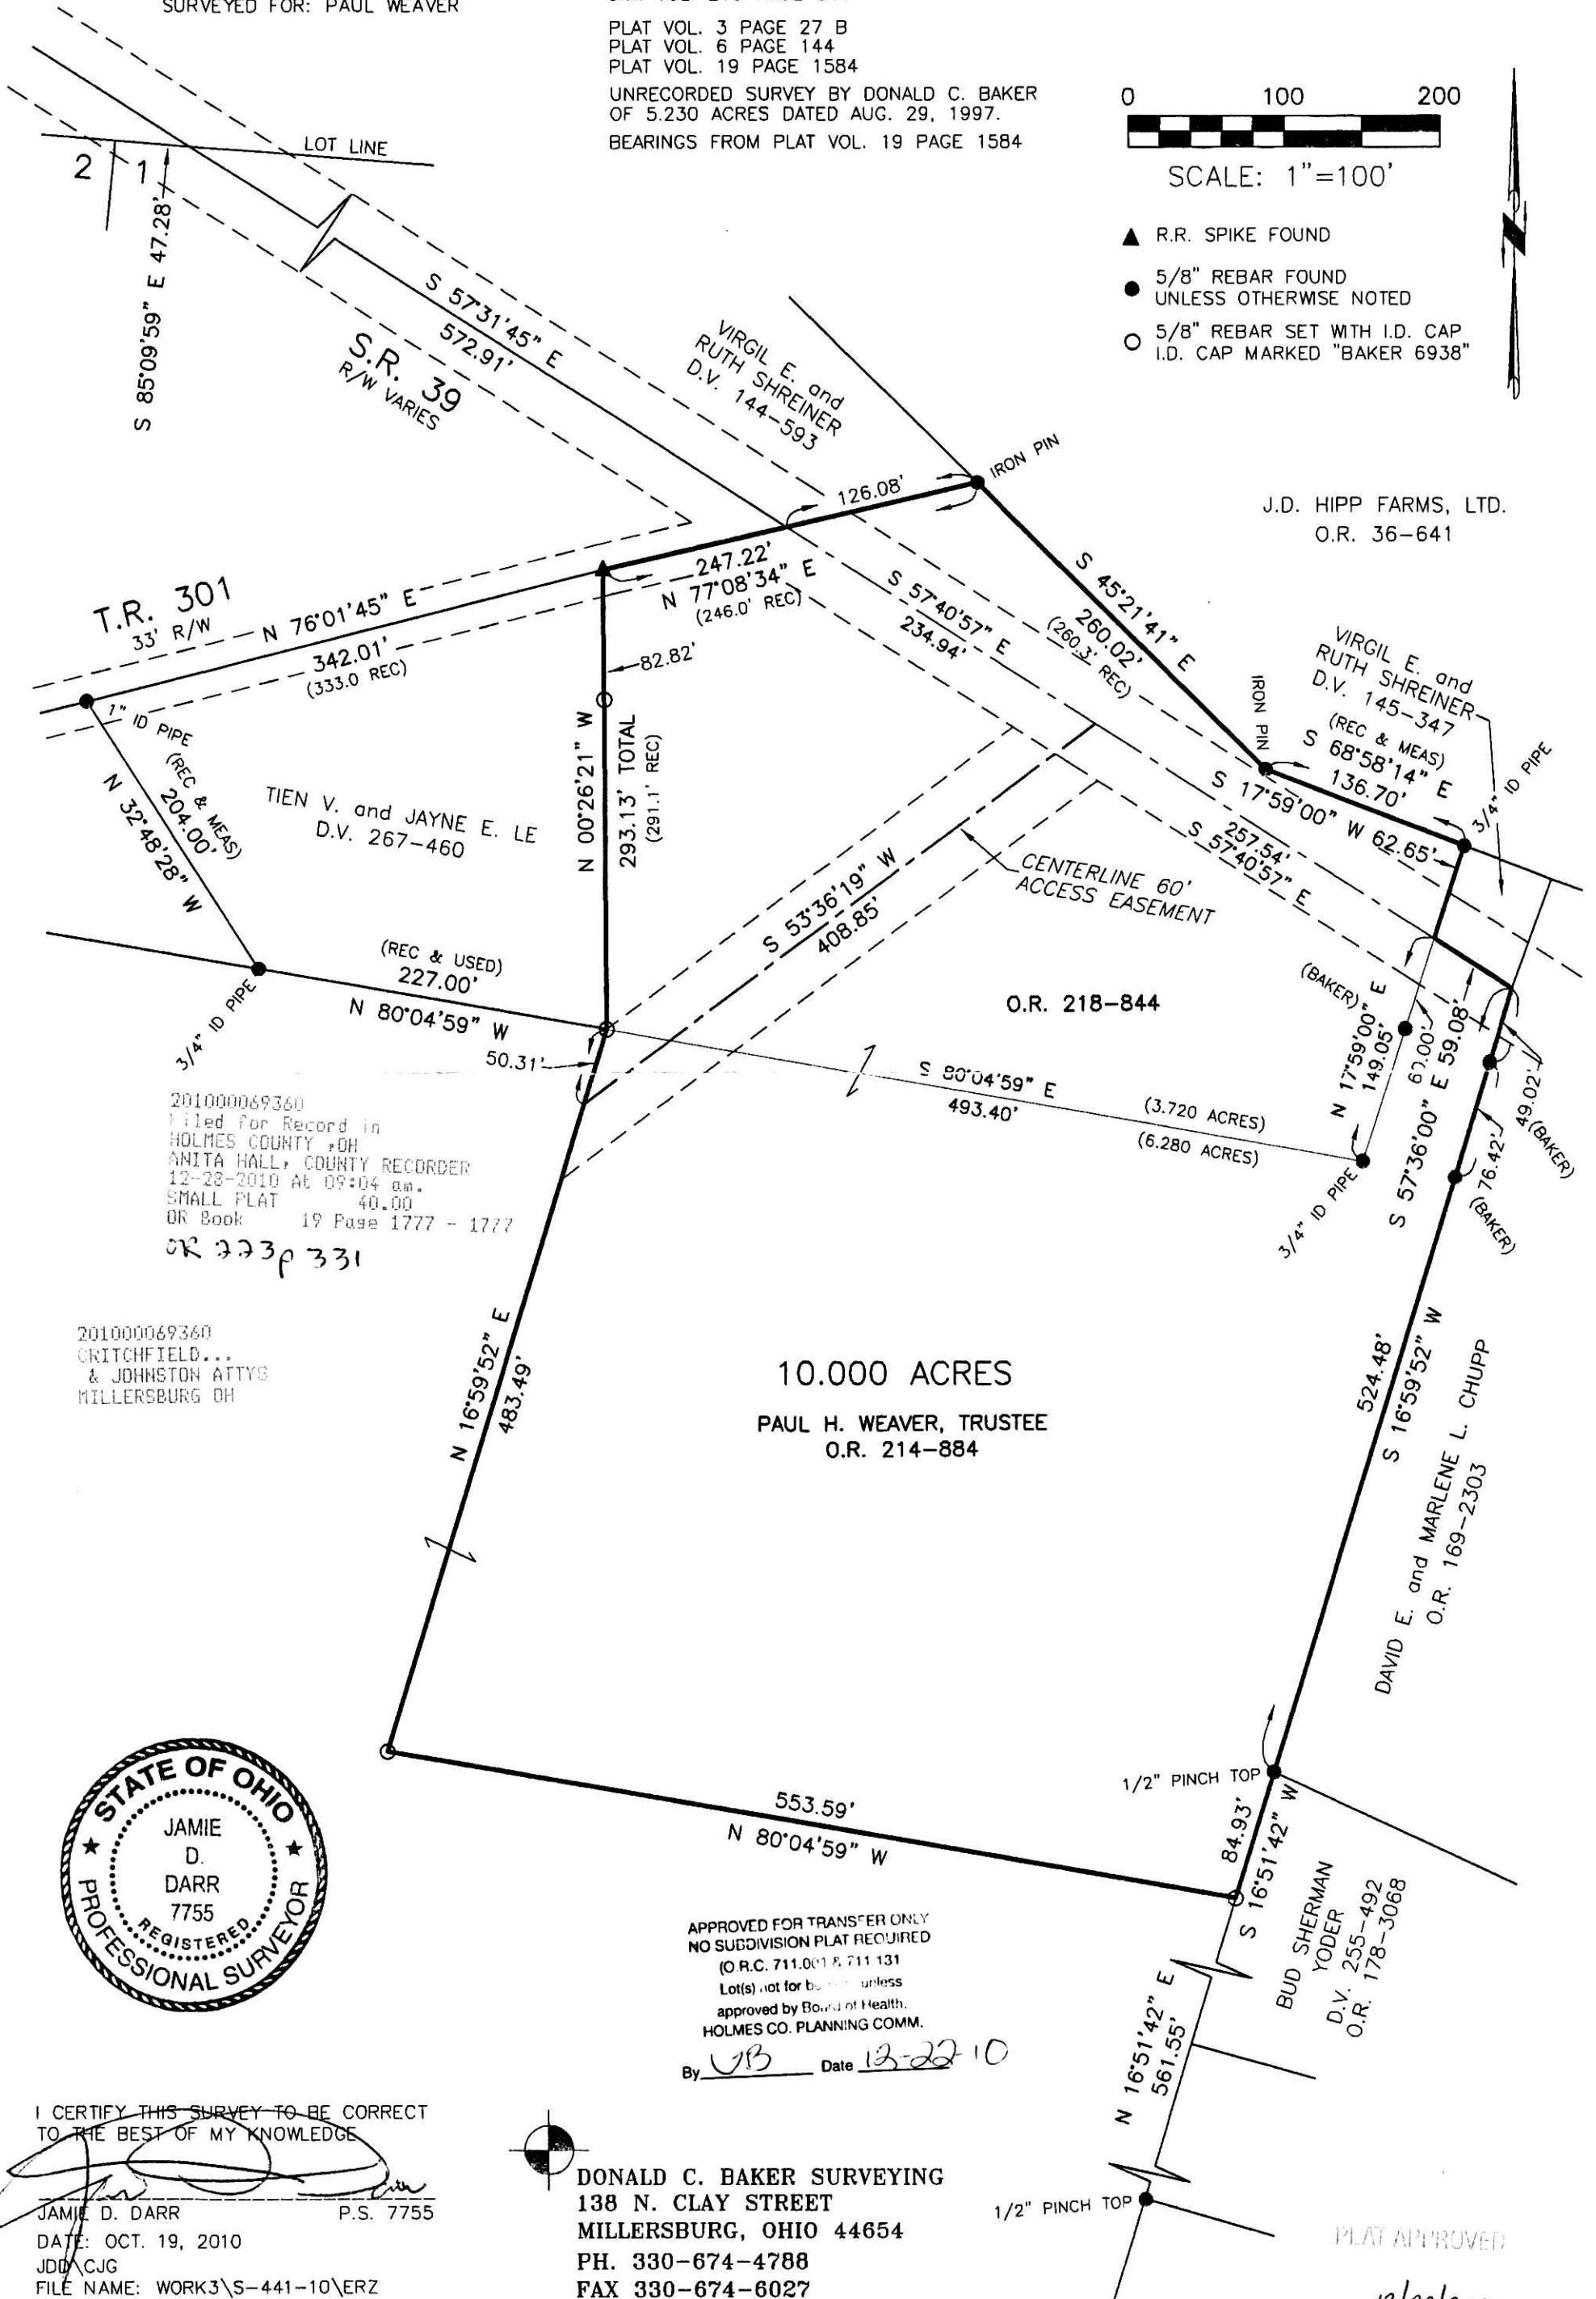 SURVEYED FOR: PAUL WEAVER
PLAT VOL. 3 PAGE 27 B
PLAT VOL. 6 PAGE 144
PLAT VOL. 19 PAGE 1584
UNRECORDED SURVEY BY DONALD C. BAKER
OF 5.230 ACRES DATED AUG. 29, 1997.
BEARINGS FROM PLAT VOL. 19 PAGE 1584
0 100 200
SCALE: 1"=100'
N
R.R. SPIKE FOUND
5/8" REBAR FOUND
UNLESS OTHERWISE NOTED
5/8" REBAR SET WITH I.D. CAP
I.D. CAP MARKED "BAKER 6938"
LOT LINE
2 1
S 85°09'59" E 47.28'
S 57°31'45" E
572.91'
S.R. 39
R/W VARIES
VIRGIL E. and
RUTH SHREINER
D.V. 144-593
IRON PIN
126.08'
J.D. HIPP FARMS, LTD.
O.R. 36-641
247.22'
N 77°08'34" E
(246.0' REC)
T.R. 301
33' R/W
N 76°01'45" E
342.01'
(333.0 REC)
S 57°40'57" E
234.94'
S 45°21'41" E
260.02'
(260.3' REC)
VIRGIL E. and
RUTH SHREINER
D.V. 145-347
IRON PIN
(REC & MEAS)
S 68°58'14" E
136.70'
3/4" ID PIPE
82.82'
N 00°26'21" W
293.13' TOTAL
(291.1' REC)
1" ID PIPE
(REC & MEAS)
204.00'
N 32°48'28" W
TIEN V. and JAYNE E. LE
D.V. 267-460
S 17°59'00" W 62.65'
257.54'
S 57°40'57" E
CENTERLINE 60'
ACCESS EASEMENT
S 53°36'19" W
408.85'
(REC & USED)
227.00'
N 80°04'59" W
3/4" ID PIPE
50.31'
O.R. 218-844
(BAKER)
N 17°59'00" E
149.05'
60.00'
S 57°36'00" E 59.08'
49.02'
(BAKER)
76.42'
(BAKER)
S 80°04'59" E
493.40'
(3.720 ACRES)
(6.280 ACRES)
3/4" ID PIPE
201000069360
Filed for Record in
HOLMES COUNTY ,OH
ANITA HALL, COUNTY RECORDER
12-28-2010 At 09:04 am.
SMALL PLAT 40.00
OR Book 19 Page 1777 - 1777
OR 223p 331
201000069360
CRITCHFIELD...
& JOHNSTON ATTYS
MILLERSBURG OH
N 16°59'52" E
483.49'
10.000 ACRES
PAUL H. WEAVER, TRUSTEE
O.R. 214-884
524.48'
S 16°59'52" W
DAVID E. and MARLENE L. CHUPP
O.R. 169-2303
1/2" PINCH TOP
84.93'
S 16°51'42" W
553.59'
N 80°04'59" W
BUD SHERMAN
YODER
D.V. 255-492
O.R. 178-3068
N 16°51'42" E
561.55'
1/2" PINCH TOP
STATE OF OHIO
JAMIE
D.
DARR
7755
REGISTERED
PROFESSIONAL SURVEYOR
APPROVED FOR TRANSFER ONLY
NO SUBDIVISION PLAT REQUIRED
(O.R.C. 711.001 & 711.131
Lot(s) not for unless
approved by Board of Health.
HOLMES CO. PLANNING COMM.
By VB Date 12-22-10
I CERTIFY THIS SURVEY TO BE CORRECT
TO THE BEST OF MY KNOWLEDGE
JAMIE D. DARR P.S. 7755
DATE: OCT. 19, 2010
JDD\CJG
FILE NAME: WORK3\S-441-10\ERZ
DONALD C. BAKER SURVEYING
138 N. CLAY STREET
MILLERSBURG, OHIO 44654
PH. 330-674-4788
FAX 330-674-6027
PLAT APPROVED